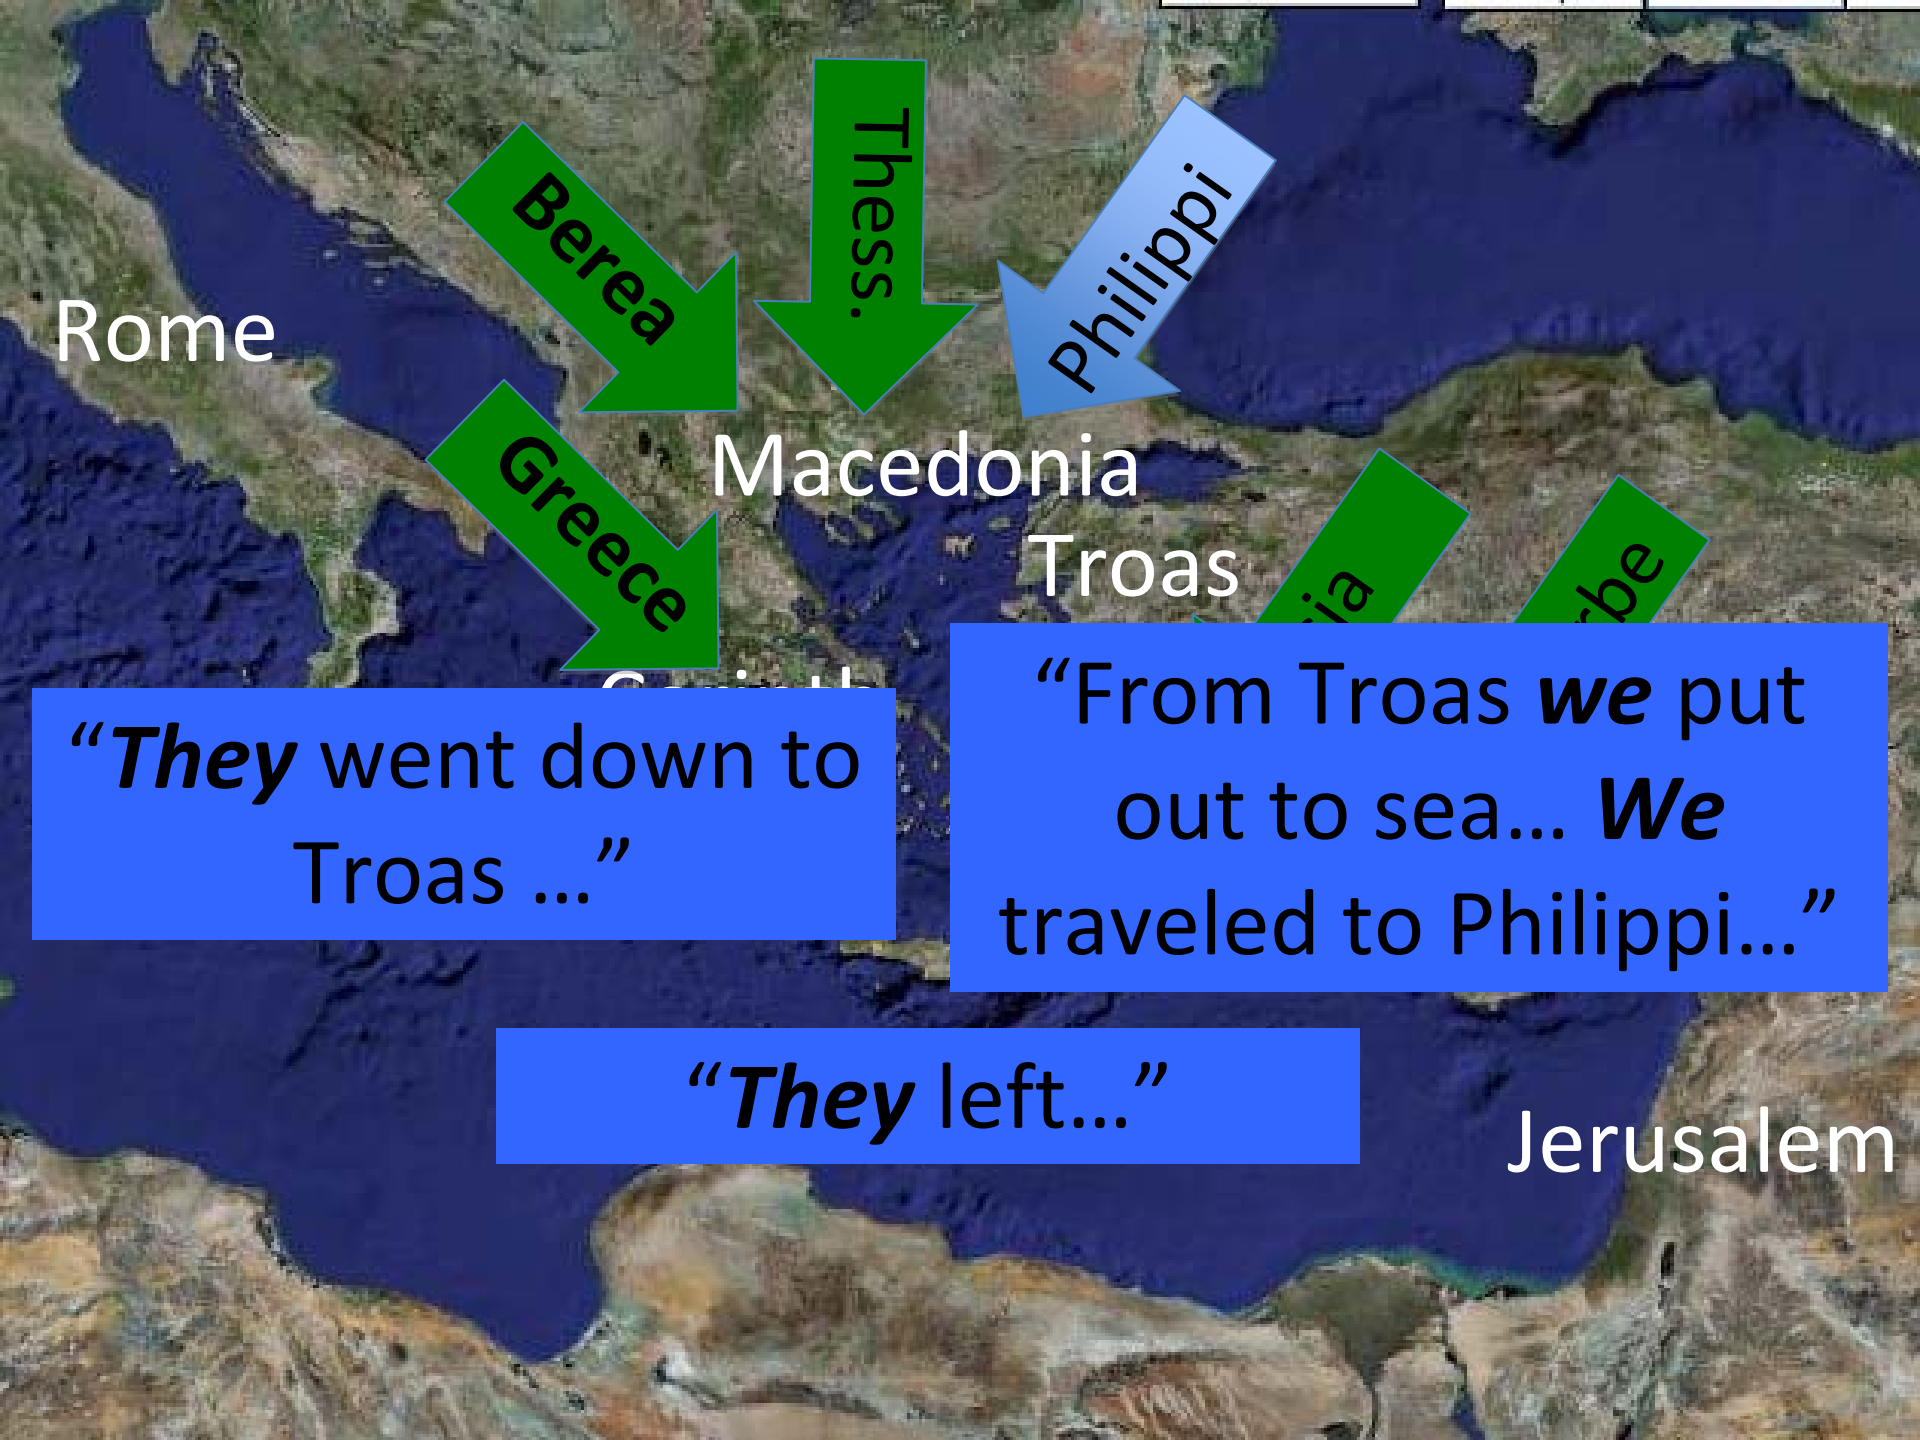 Thess.
Philippi
Berea
Rome
Greece
Macedonia
Troas
“They went down to
Troas ...”
“From Troas we put
out to sea... We
traveled to Philippi...”
“They left...”
Jerusalem